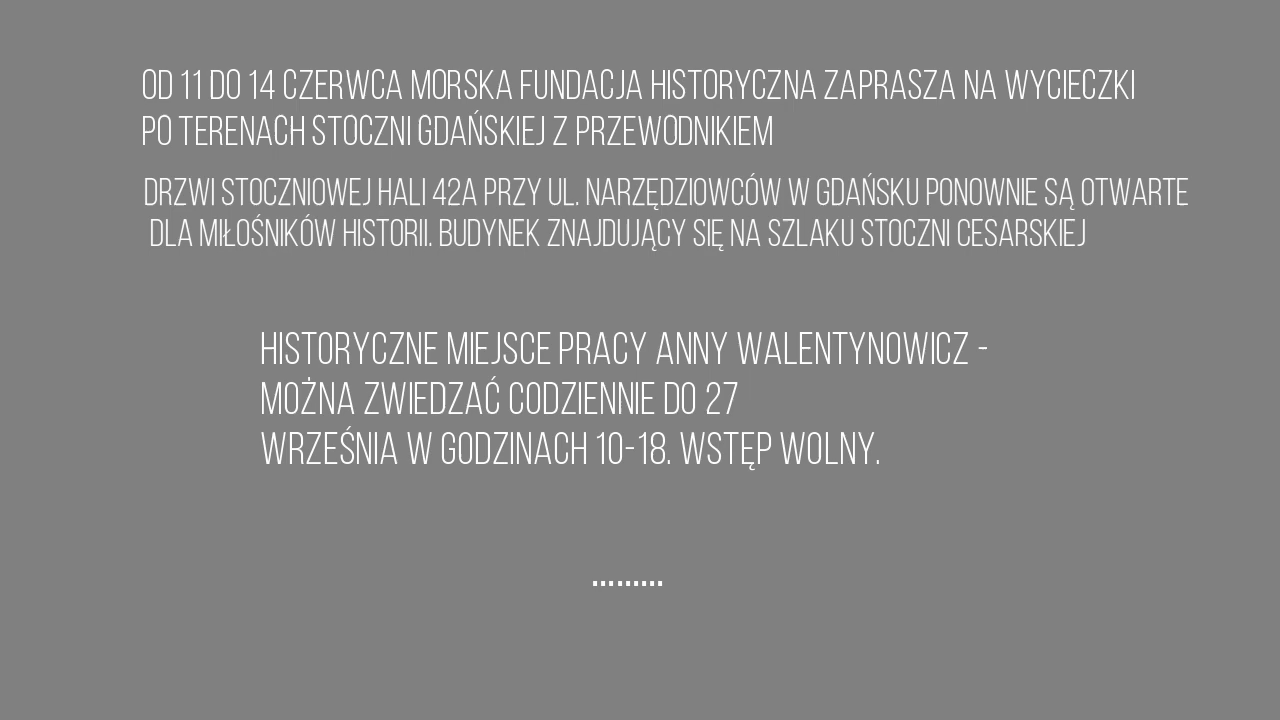 OD 11 DO 14 CZERWCA MORSKA FUNDACJA HISTORYCZNA ZAPRASZA NA WYCIECZKI
PO TERENACH STOCZNI GDAŃSKIEJ Z PRZEWODNIKIEM
DRZWI STOCZNIOWEJ HALI 42A PRZY UL. NARZĘDZIOWCÓW W GDAŃSKU PONOWNIE SĄ OTWARTE
DLA MIŁOŚNIKÓW HISTORII. BUDYNEK ZNAJDUJĄCY SIĘ NA SZLAKU STOCZNI CESARSKIEJ
HISTORYCZNE MIEJSCE PRACY ANNY WALENTYNOWICZ -
MOŻNA ZWIEDZAĆ CODZIENNIE DO 27
WRZEŚNIA W GODZINACH 10-18. WSTĘP WOLNY.
.........